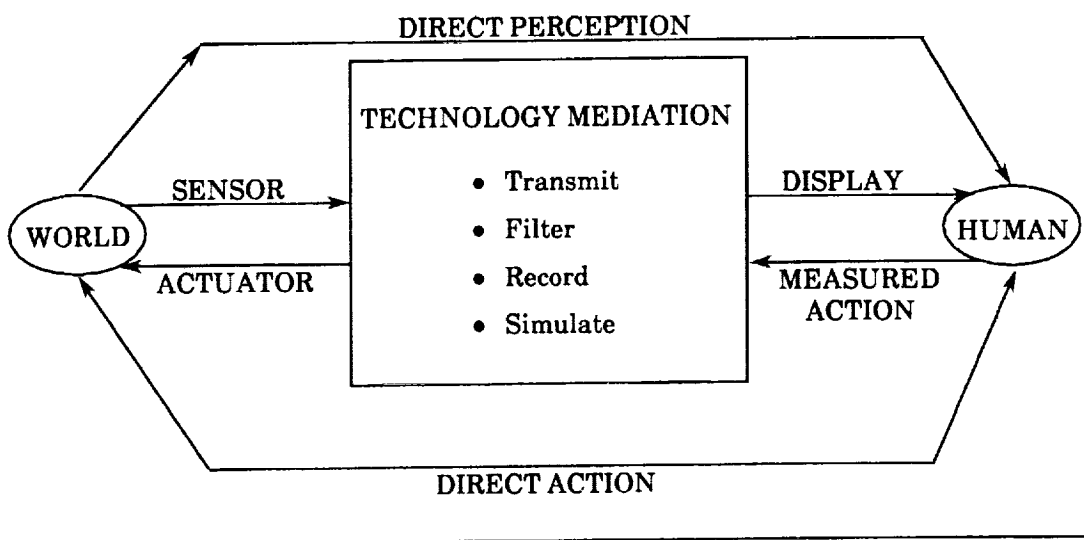 DIRECT PERCEPTION
TECHNOLOGY MEDIATION
• Transmit
• Filter
• Record
• Simulate
SENSOR
DISPLAY
WORLD
HUMAN
ACTUATOR
MEASURED
ACTION
DIRECT ACTION